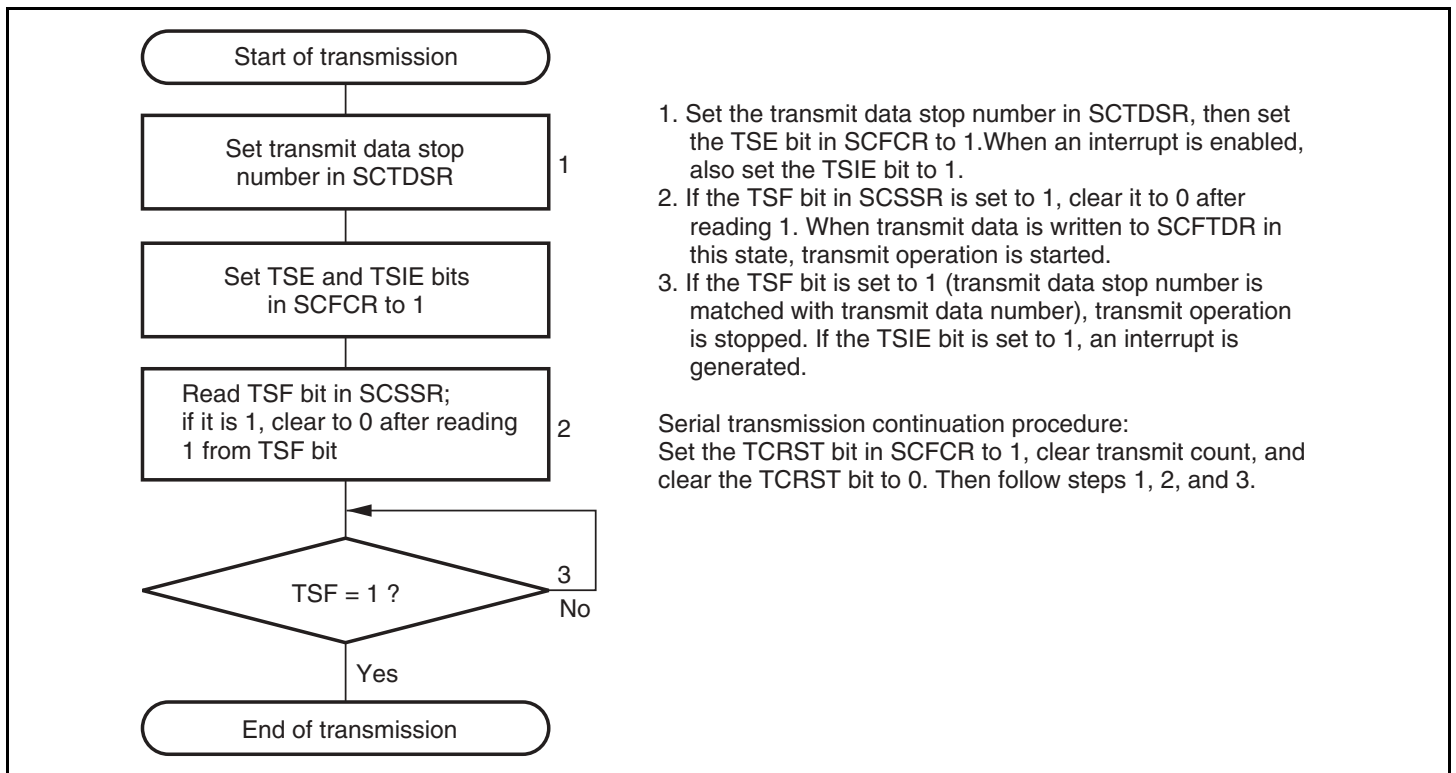 Start of transmission
Set transmit data stop
number in SCTDSR
1
Set TSE and TSIE bits
in SCFCR to 1
Read TSF bit in SCSSR;
if it is 1, clear to 0 after reading
1 from TSF bit
2
TSF = 1 ?
3
No
Yes
End of transmission
1. Set the transmit data stop number in SCTDSR, then set
the TSE bit in SCFCR to 1.When an interrupt is enabled,
also set the TSIE bit to 1.
2. If the TSF bit in SCSSR is set to 1, clear it to 0 after
reading 1. When transmit data is written to SCFTDR in
this state, transmit operation is started.
3. If the TSF bit is set to 1 (transmit data stop number is
matched with transmit data number), transmit operation
is stopped. If the TSIE bit is set to 1, an interrupt is
generated.
Serial transmission continuation procedure:
Set the TCRST bit in SCFCR to 1, clear transmit count, and
clear the TCRST bit to 0. Then follow steps 1, 2, and 3.